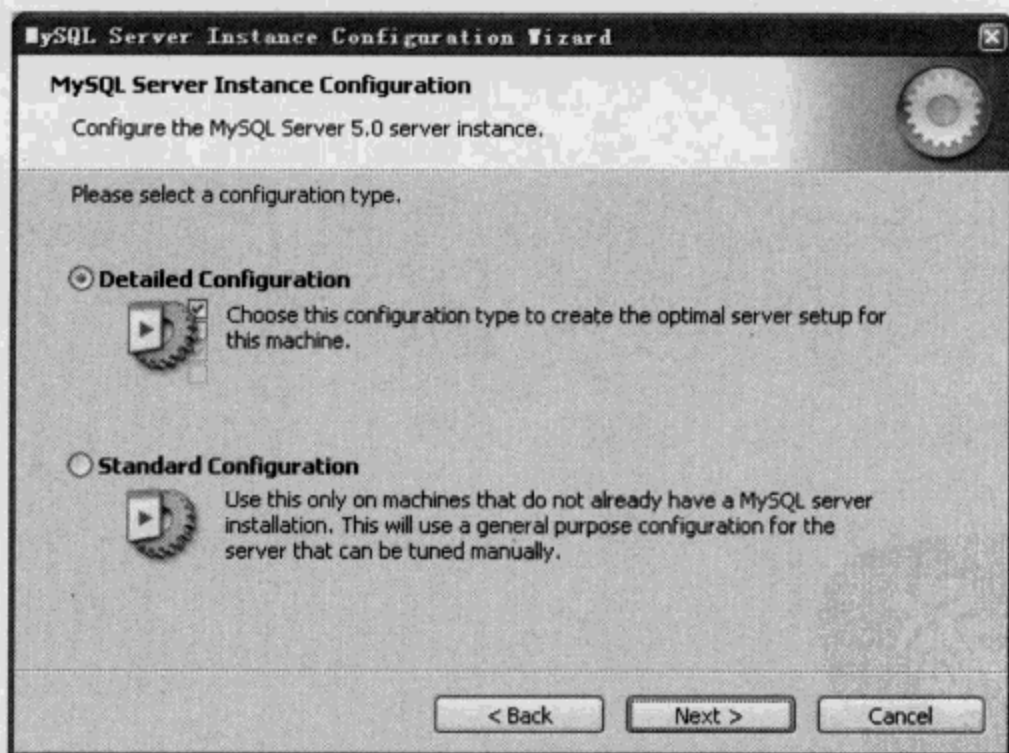 MySQL Server Instance Configuration Wizard
MySQL Server Instance Configuration
Configure the MySQL Server 5.0 server instance.
Please select a configuration type.
Detailed Configuration
Choose this configuration type to create the optimal server setup for
this machine.
Standard Configuration
Use this only on machines that do not already have a MySQL server
installation. This will use a general purpose configuration for the
server that can be tuned manually.
< Back
Next >
Cancel